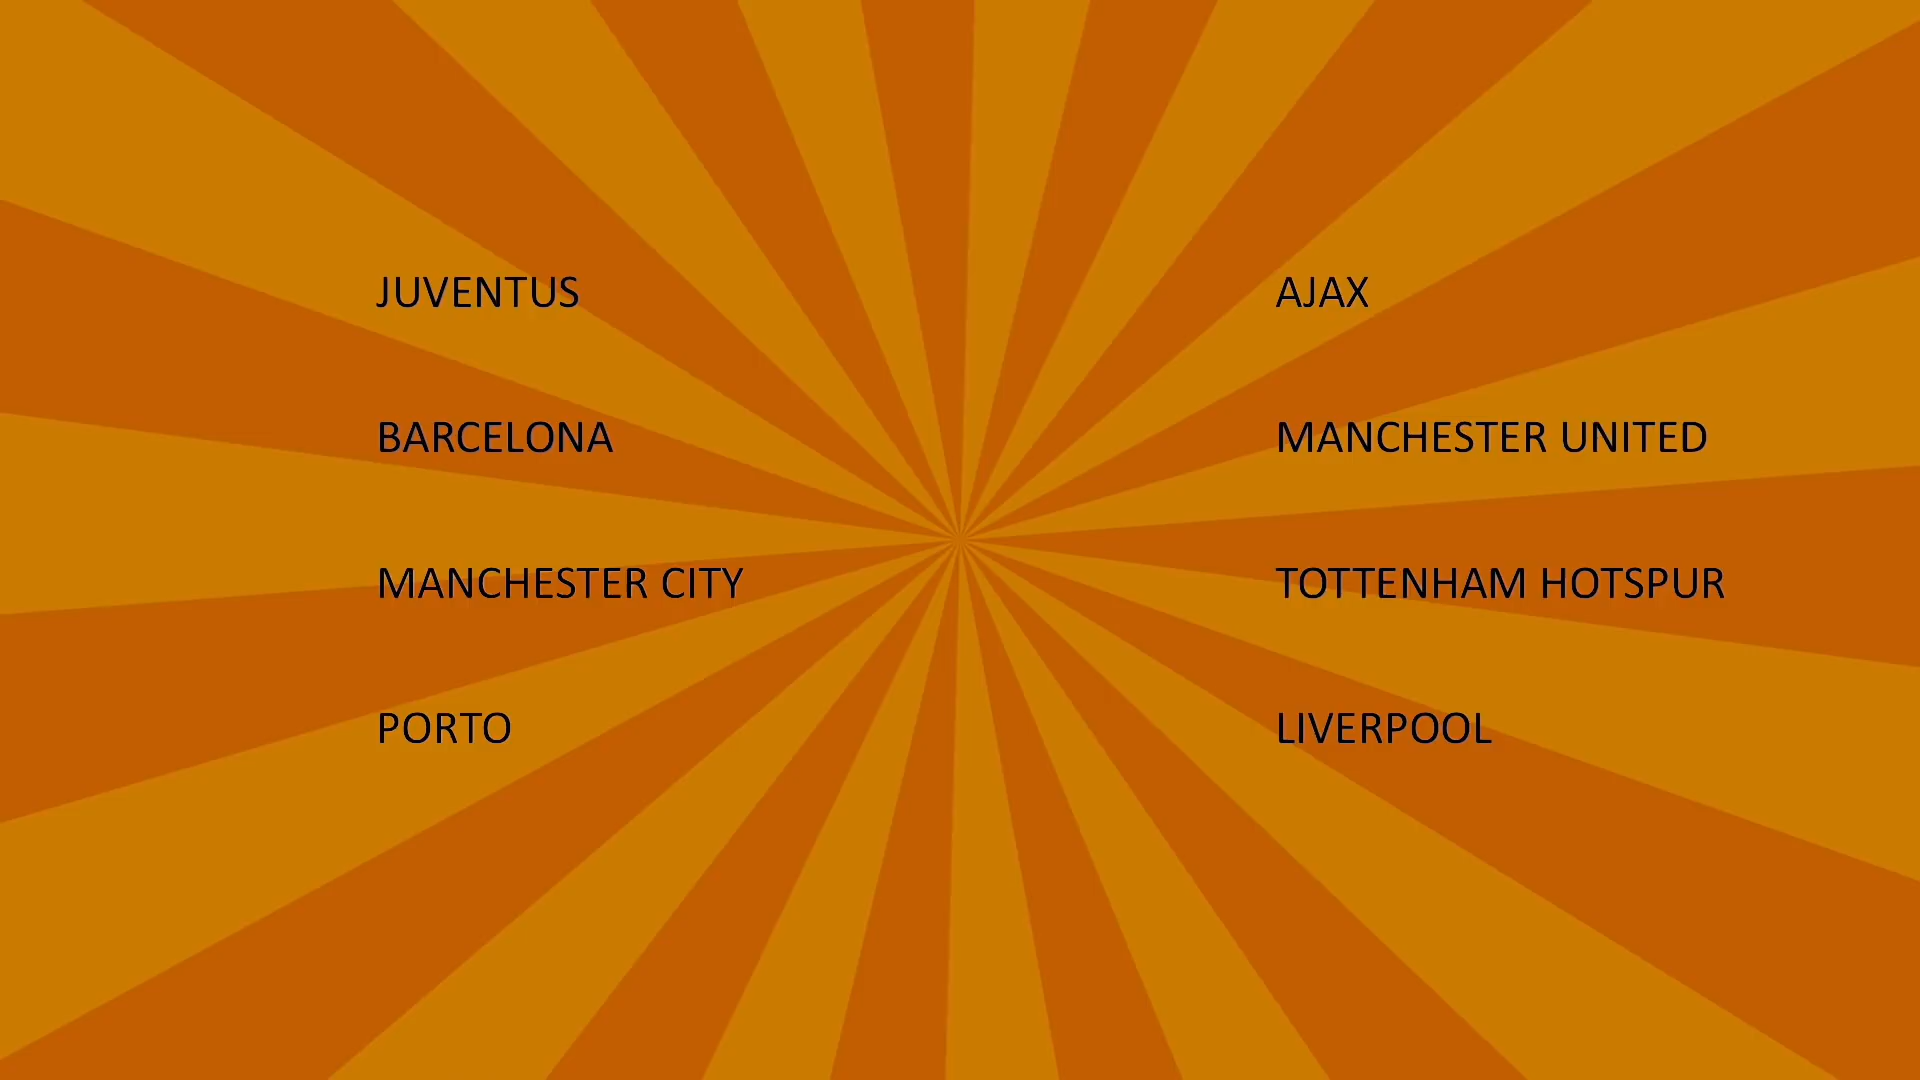 JUVENTUS AJAX
BARCELONA MANCHESTER UNITED
MANCHESTER CITY TOTTENHAM HOTSPUR
PORTO LIVERPOOL